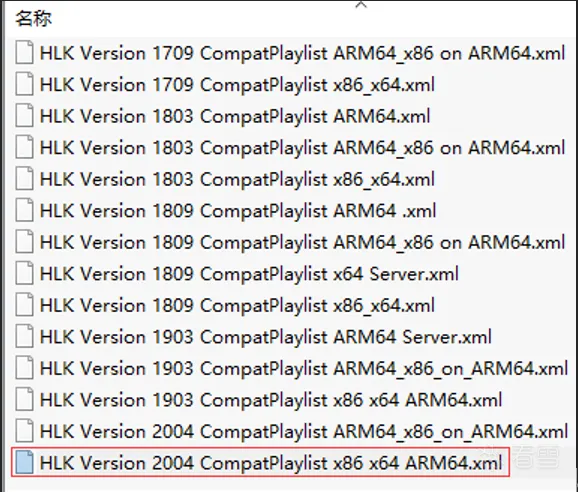 名称
HLK Version 1709 CompatPlaylist ARM64_x86 on ARM64.xml
HLK Version 1709 CompatPlaylist x86_x64.xml
HLK Version 1803 CompatPlaylist ARM64.xml
HLK Version 1803 CompatPlaylist ARM64_x86 on ARM64.xml
HLK Version 1803 CompatPlaylist x86_x64.xml
HLK Version 1809 CompatPlaylist ARM64 .xml
HLK Version 1809 CompatPlaylist ARM64_x86 on ARM64.xml
HLK Version 1809 CompatPlaylist x64 Server.xml
HLK Version 1809 CompatPlaylist x86_x64.xml
HLK Version 1903 CompatPlaylist ARM64 Server.xml
HLK Version 1903 CompatPlaylist ARM64_x86_on_ARM64.xml
HLK Version 1903 CompatPlaylist x86 x64 ARM64.xml
HLK Version 2004 CompatPlaylist ARM64_x86_on_ARM64.xml
HLK Version 2004 CompatPlaylist x86 x64 ARM64.xml